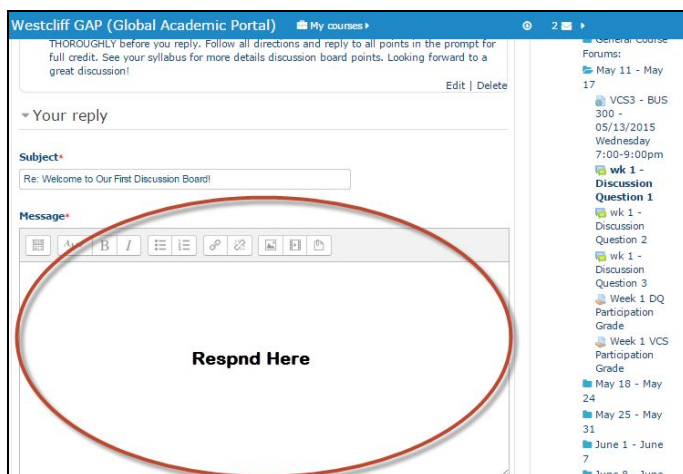 Westcliff GAP (Global Academic Portal) My courses 2
THOROUGHLY before you reply. Follow all directions and reply to all points in the prompt for
full credit. See your syllabus for more details discussion board points. Looking forward to a
great discussion!
Edit | Delete
Your reply
Subject*
Re: Welcome to Our First Discussion Board!
Message*
B I
Respnd Here
General Course
Forums:
May 11 - May
17
VCS3 - BUS
300 -
05/13/2015
Wednesday
7:00-9:00pm
wk 1 -
Discussion
Question 1
wk 1 -
Discussion
Question 2
wk 1 -
Discussion
Question 3
Week 1 DQ
Participation
Grade
Week 1 VCS
Participation
Grade
May 18 - May
24
May 25 - May
31
June 1 - June
7
June 8 - June